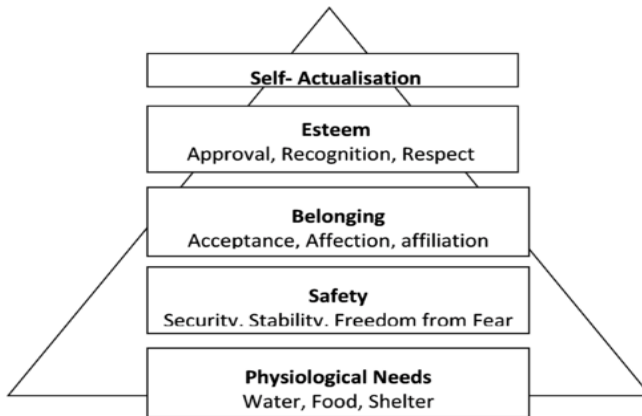 Self- Actualisation
Esteem
Approval, Recognition, Respect
Belonging
Acceptance, Affection, affiliation
Safety
Security, Stability, Freedom from Fear
Physiological Needs
Water, Food, Shelter